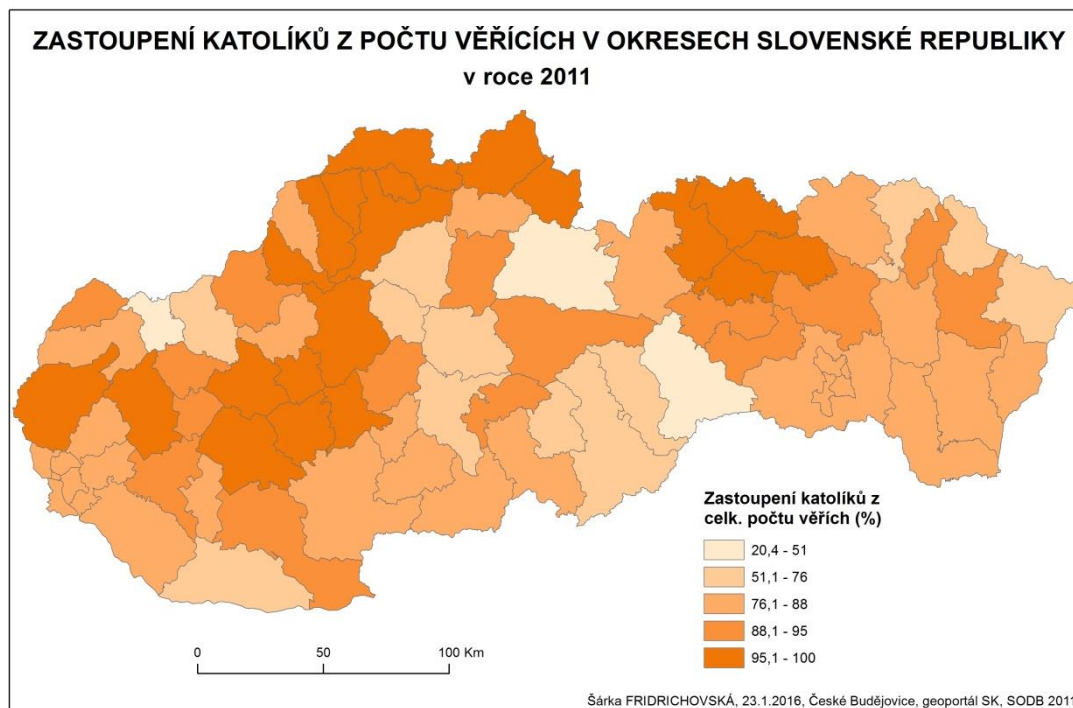 ZASTOUPENÍ KATOLÍKŮ Z POČTU VĚŘÍCÍCH V OKRESECH SLOVENSKÉ REPUBLIKY
v roce 2011
Zastoupení katolíků z
celk. počtu věřích (%)
20,4 - 51
51,1 - 76
76,1 - 88
88,1 - 95
95,1 - 100
0 50 100 Km
Šárka FRIDRICHOVSKÁ, 23.1.2016, České Budějovice, geoportál SK, SODB 2011